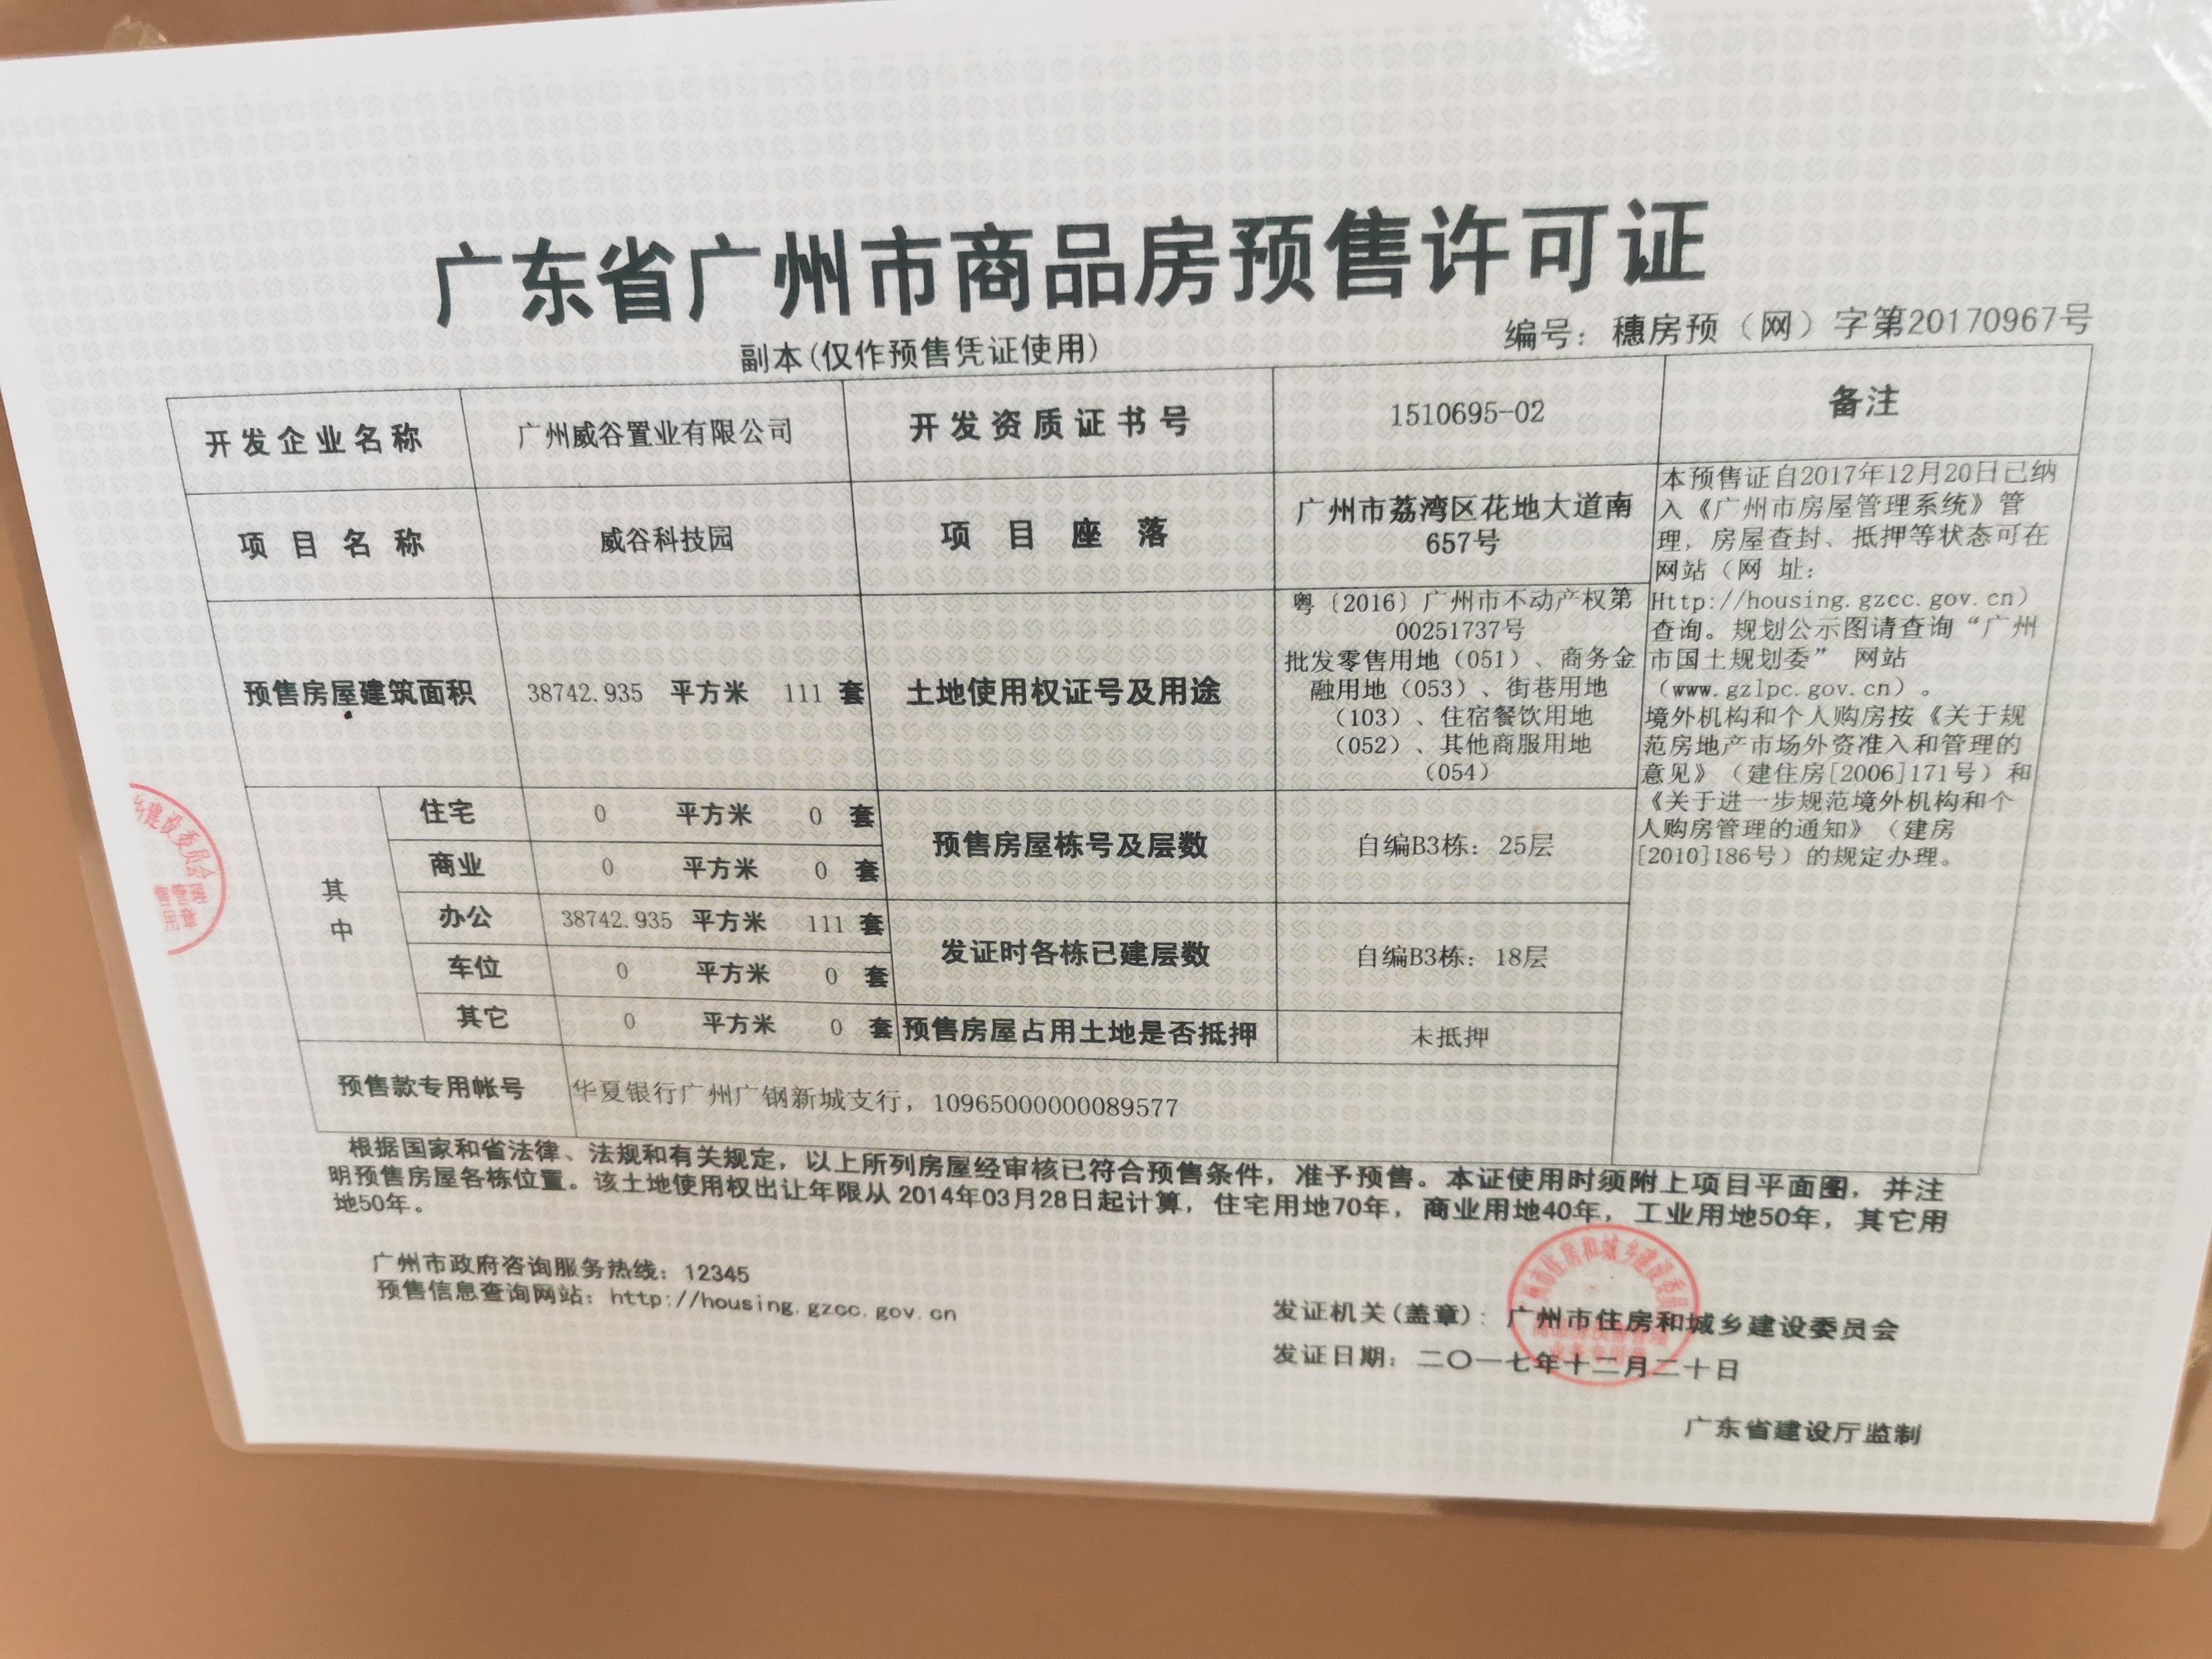 广东省广州市商品房预售许可证
副本(仅作预售凭证使用)
编号：穗房预（网）字第20170967号
开发企业名称
广州威谷置业有限公司
开发资质证书号
1510695-02
备注
项目名称
威谷科技园
项目座落
广州市荔湾区花地大道南
657号
本预售证自2017年12月20日已纳
入《广州市房屋管理系统》管
理，房屋查封、抵押等状态可在
网站（网 址：
Http://housing.gzcc.gov.cn）
查询。规划公示图请查询“广州
市国土规划委” 网站
（www.gzlpc.gov.cn）。
境外机构和个人购房按《关于规
范房地产市场外资准入和管理的
意见》（建住房[2006]171号）和
《关于进一步规范境外机构和个
人购房管理的通知》（建房
[2010]186号）的规定办理。
预售房屋建筑面积
38742.935 平方米 111 套
土地使用权证号及用途
粤〔2016〕广州市不动产权第
00251737号
批发零售用地（051）、商务金
融用地（053）、街巷用地
（103）、住宿餐饮用地
（052）、其他商服用地
（054）
其
中
住宅 0 平方米 0 套
商业 0 平方米 0 套
办公 38742.935 平方米 111 套
车位 0 平方米 0 套
其它 0 平方米 0 套
预售房屋栋号及层数
自编B3栋：25层
发证时各栋已建层数
自编B3栋：18层
预售房屋占用土地是否抵押
未抵押
预售款专用帐号
华夏银行广州广钢新城支行，10965000000089577
根据国家和省法律、法规和有关规定，以上所列房屋经审核已符合预售条件，准予预售。本证使用时须附上项目平面图，并注
明预售房屋各栋位置。该土地使用权出让年限从 2014年03月28日起计算，住宅用地70年，商业用地40年，工业用地50年，其它用
地50年。
广州市政府咨询服务热线：12345
预售信息查询网站：http://housing.gzcc.gov.cn
发证机关(盖章)：广州市住房和城乡建设委员会
发证日期：二〇一七年十二月二十日
广东省建设厅监制